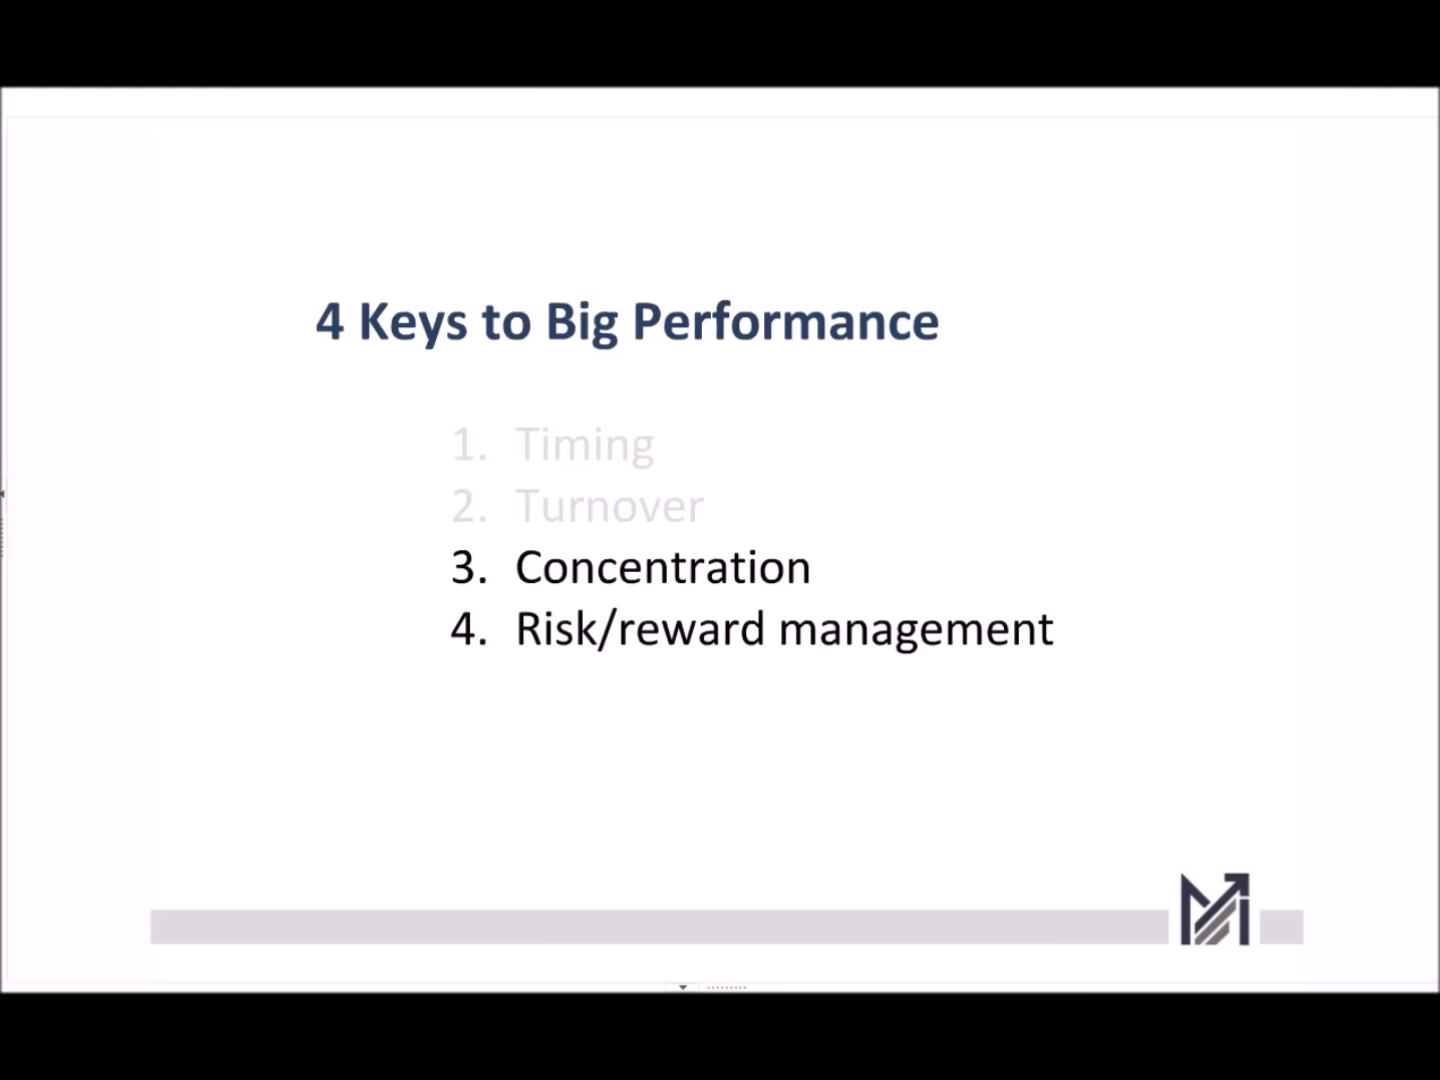 4 Keys to Big Performance
1. Timing
2. Turnover
3. Concentration
4. Risk/reward management